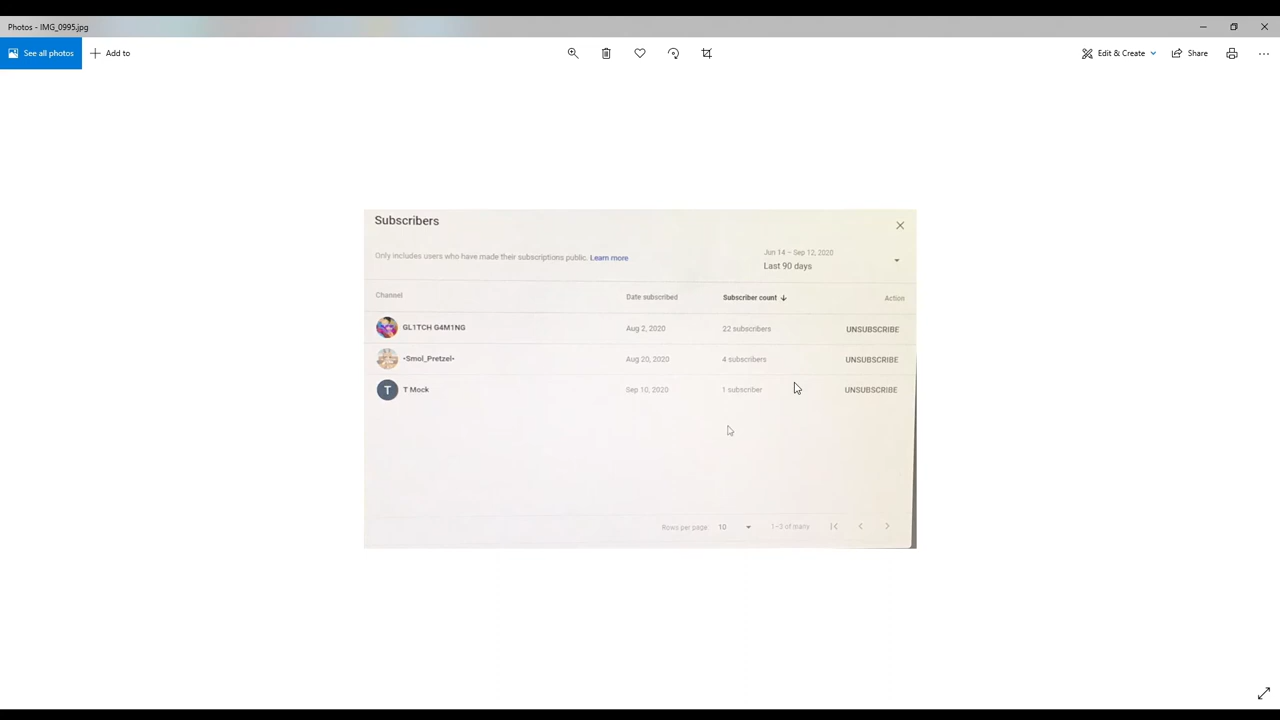 Photos - IMG_0995.jpg
See all photos
Add to
Edit & Create
Share
Subscribers
Only includes users who have made their subscriptions public. Learn more
Jun 14 – Sep 12, 2020
Last 90 days
Channel Date subscribed Subscriber count Action
GL1TCH G4M1NG Aug 2, 2020 22 subscribers UNSUBSCRIBE
•Smol_Pretzel• Aug 20, 2020 4 subscribers UNSUBSCRIBE
T T Mock Sep 10, 2020 1 subscriber UNSUBSCRIBE
Rows per page: 10 1–3 of many